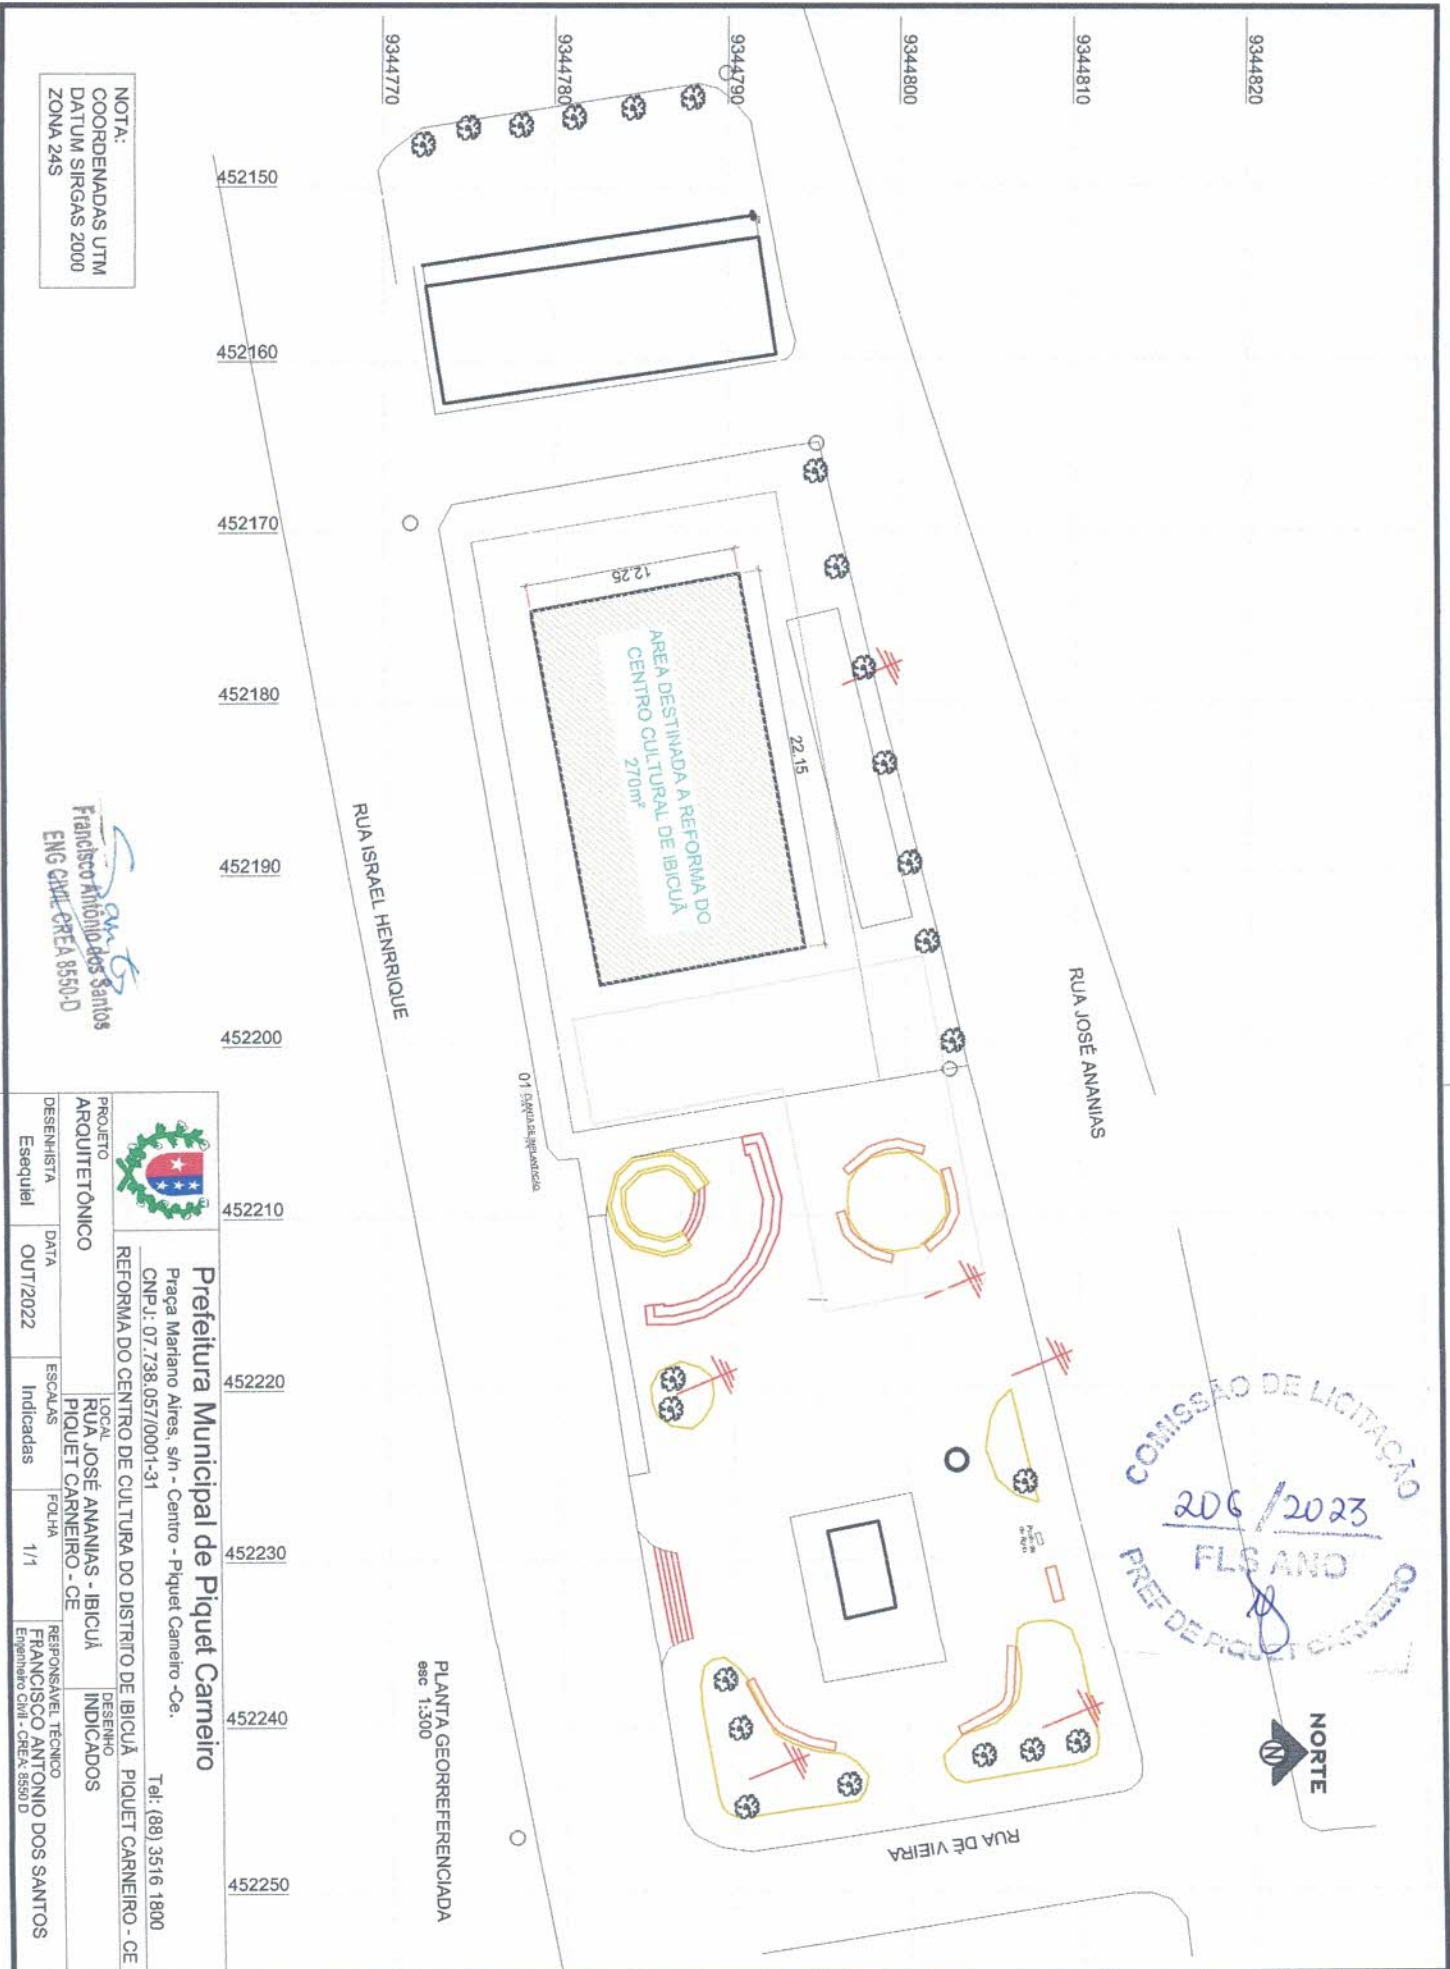 9344820
9344810
9344800
9344790
9344780
9344770
452150
452160
452170
452180
452190
452200
452210
452220
452230
452240
452250
NOTA:
COORDENADAS UTM
DATUM SIRGAS 2000
ZONA 24S
RUA JOSÉ ANANIAS
RUA ISRAEL HENRRIQUE
RUA DÊ VIEIRA
12.25
22.15
AREA DESTINADA A REFORMA DO
CENTRO CULTURAL DE IBICUÃ
270m²
01 PLANTA DE IMPLANTAÇÃO
NORTE
N
COMISSAO DE LICITAÇÃO
206 / 2023
FLS ANO
PREF DE PIQUET CARNEIRO
PLANTA GEORREFERENCIADA
esc 1:300
Francisco Antônio dos Santos
ENG CIVIL CREA 8550-D
Prefeitura Municipal de Piquet Carneiro
Praça Mariano Aires, s/n - Centro - Piquet Carneiro -Ce.
CNPJ: 07.738.057/0001-31
Tel: (88) 3516 1800
REFORMA DO CENTRO DE CULTURA DO DISTRITO DE IBICUÃ PIQUET CARNEIRO - CE
PROJETO
ARQUITETÔNICO
LOCAL
RUA JOSÉ ANANIAS - IBICUÃ
PIQUET CARNEIRO - CE
DESENHO
INDICADOS
DESENHISTA
Esequiel
DATA
OUT/2022
ESCALAS
Indicadas
FOLHA
1/1
RESPONSÁVEL TÉCNICO
FRANCISCO ANTONIO DOS SANTOS
Engenheiro Civil - CREA: 8550 D